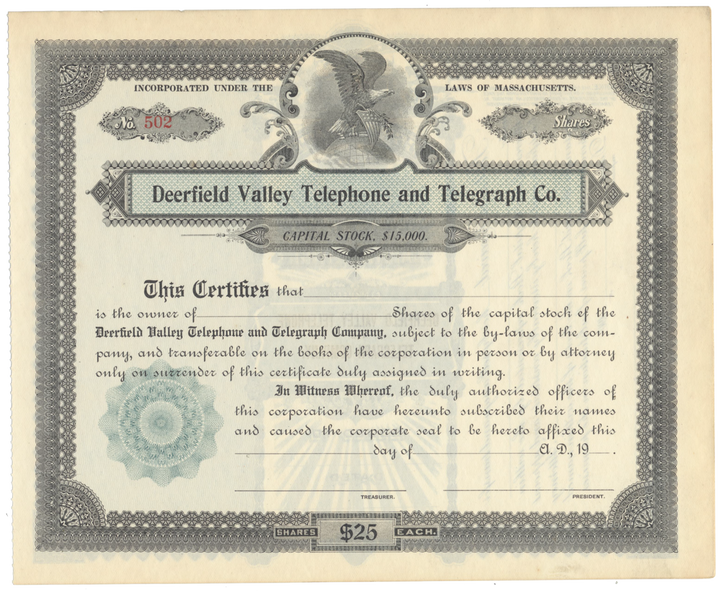 INCORPORATED UNDER THE LAWS OF MASSACHUSETTS.
No. 502 Shares
Deerfield Valley Telephone and Telegraph Co.
CAPITAL STOCK, $15,000.
This Certifies that
is the owner of Shares of the capital stock of the
Deerfield Valley Telephone and Telegraph Company, subject to the by-laws of the com-
pany, and transferable on the books of the corporation in person or by attorney
only on surrender of this certificate duly assigned in writing.
In Witness Whereof, the duly authorized officers of
this corporation have hereunto subscribed their names
and caused the corporate seal to be hereto affixed this
day of A. D., 19 .
TREASURER. PRESIDENT.
SHARES $25 EACH.